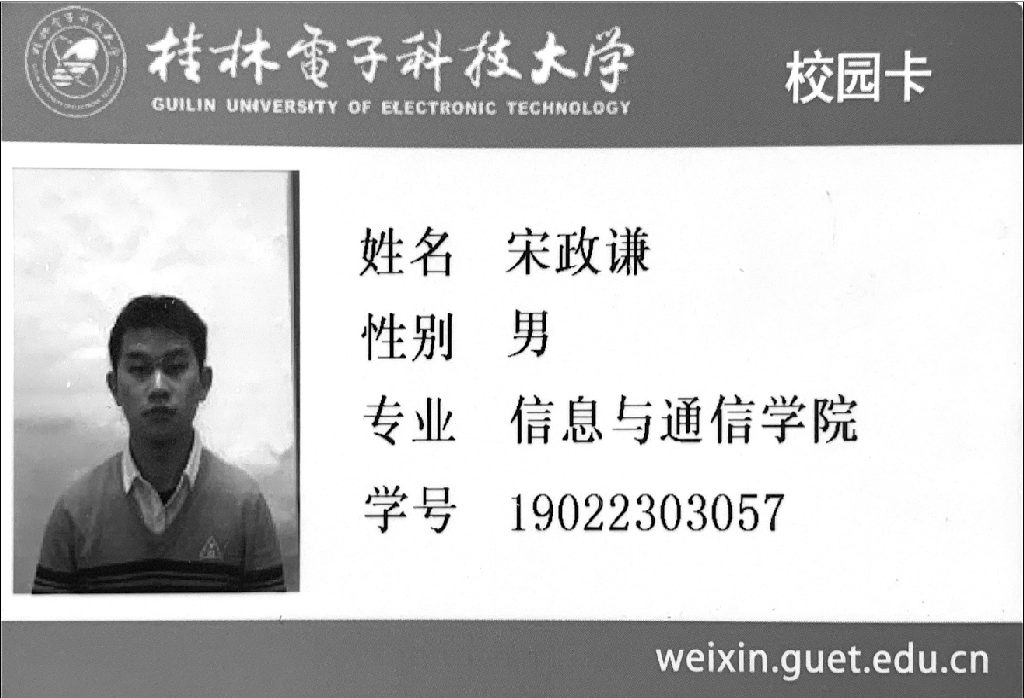 桂林電子科技大学
GUILIN UNIVERSITY OF ELECTRONIC TECHNOLOGY
校园卡
姓名 宋政谦
性别 男
专业 信息与通信学院
学号 19022303057
weixin.guet.edu.cn